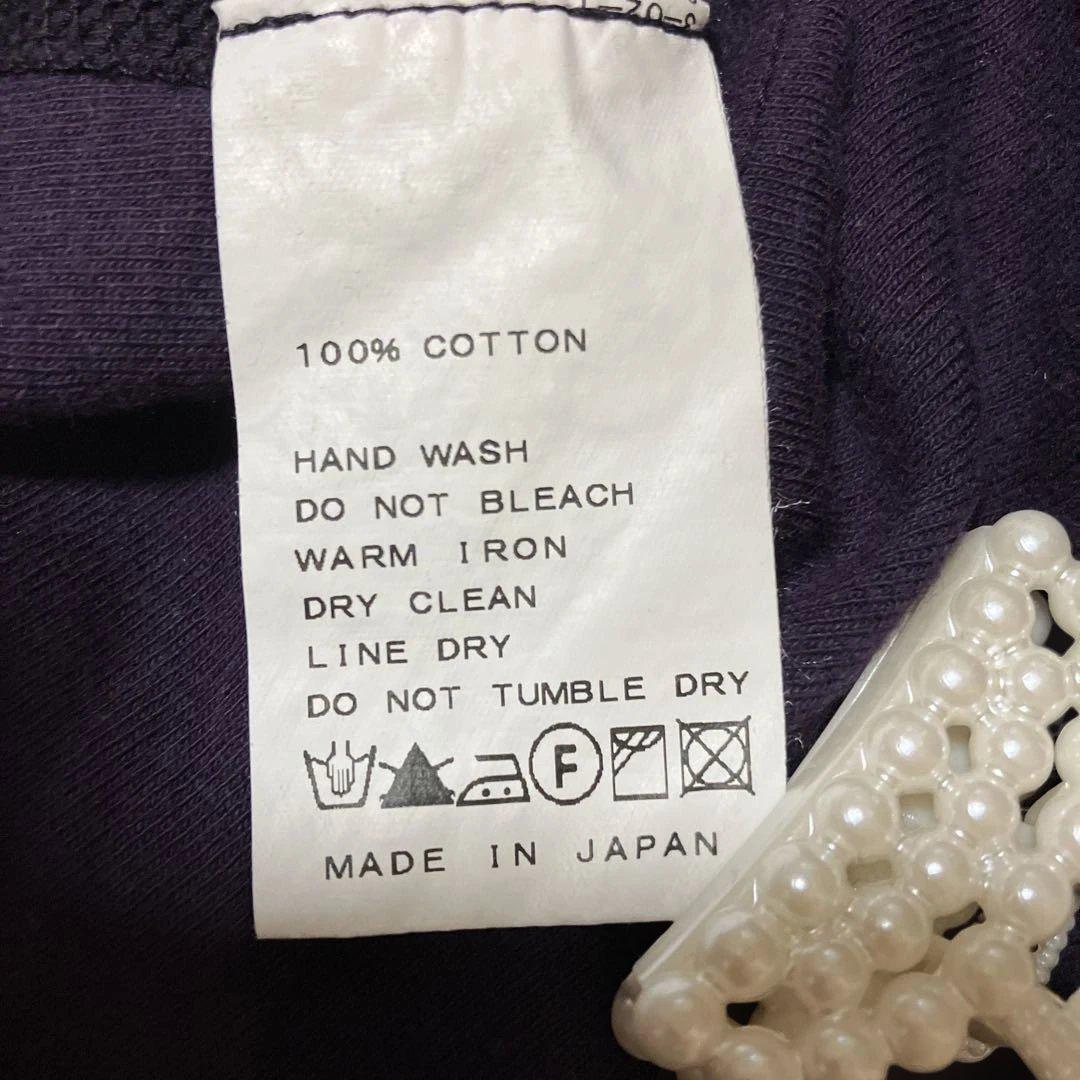 100% COTTON
HAND WASH
DO NOT BLEACH
WARM IRON
DRY CLEAN
LINE DRY
DO NOT TUMBLE DRY
F
MADE IN JAPAN